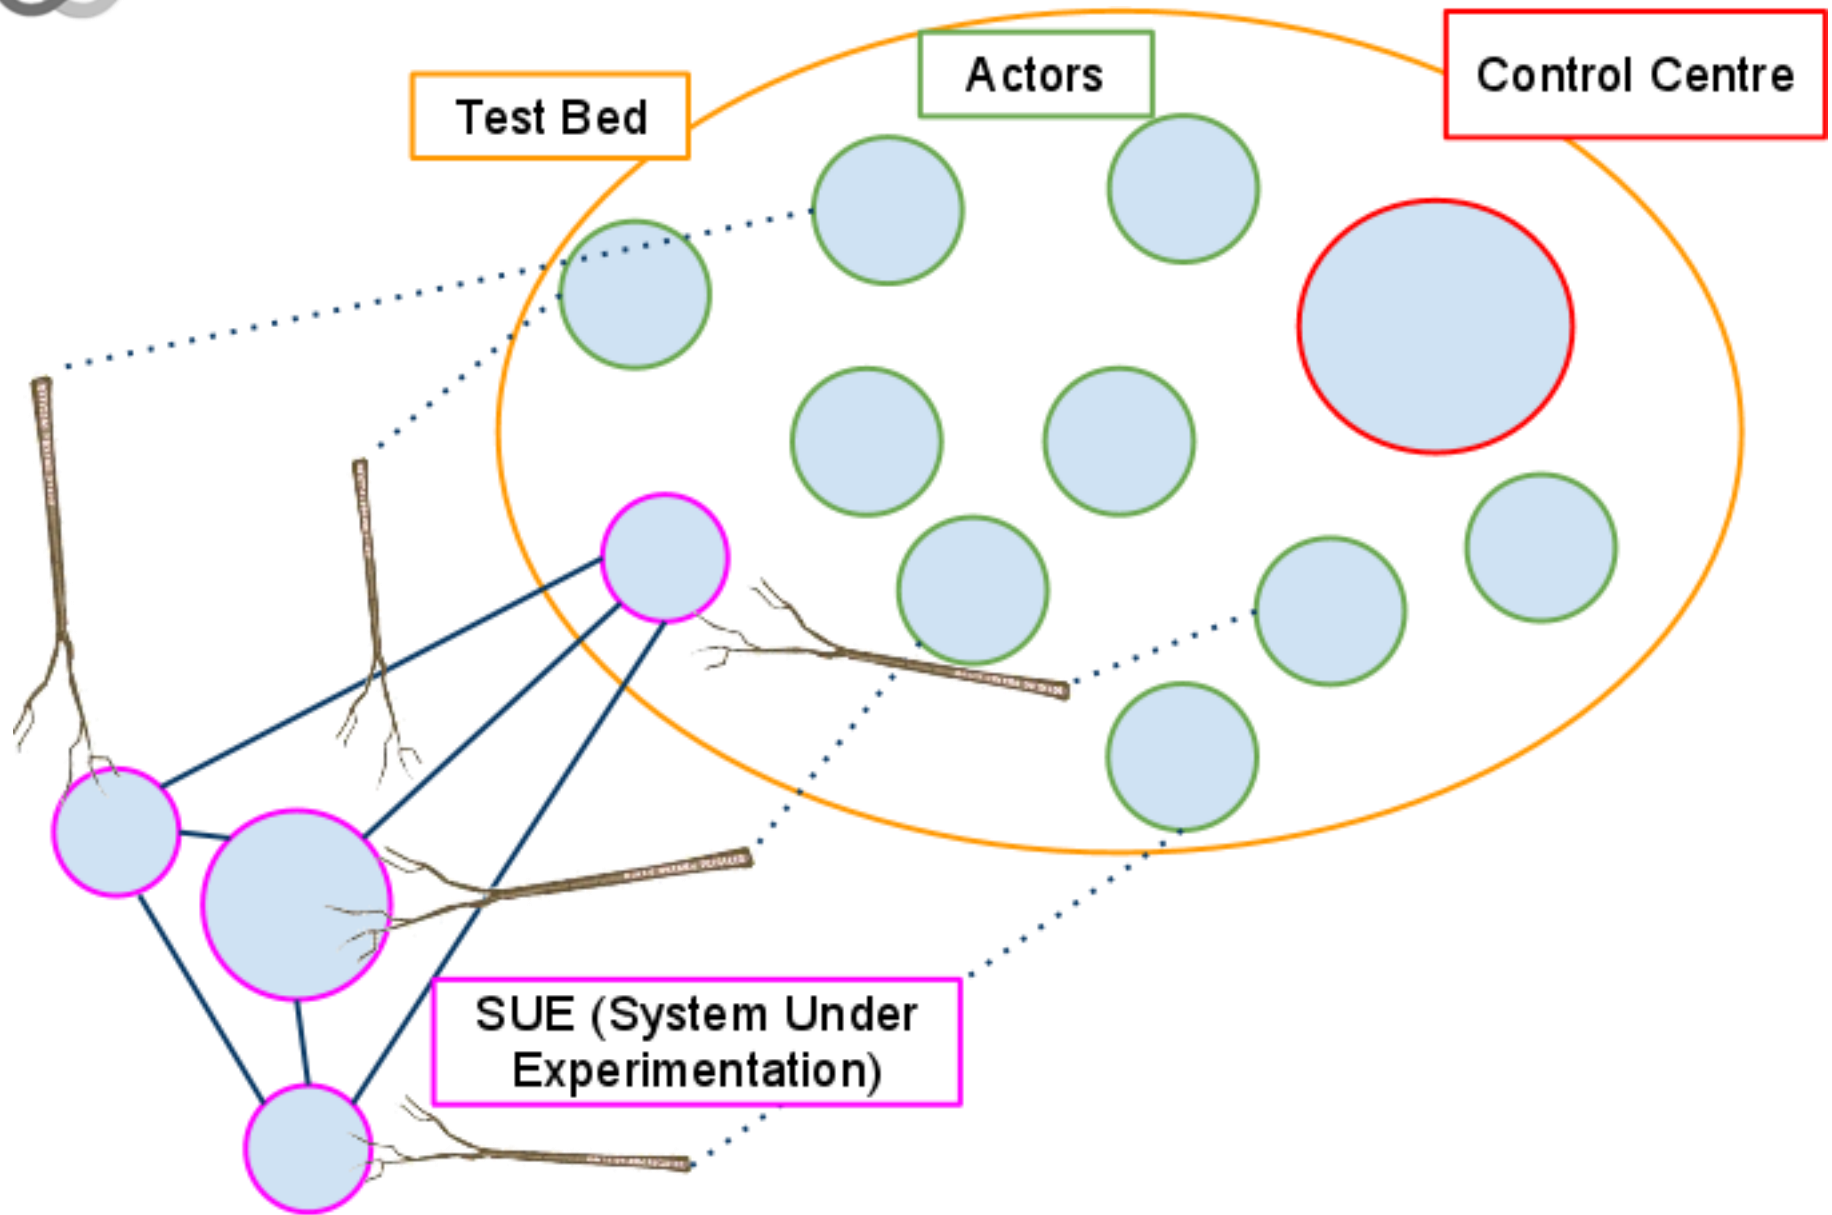 Test Bed
Actors
Control Centre
SUE (System Under
Experimentation)